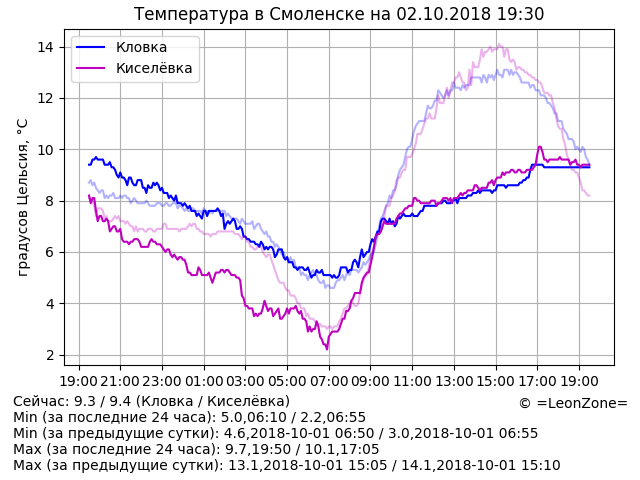 Температура в Смоленске на 02.10.2018 19:30
Кловка
Киселёвка
градусов Цельсия, °C
14
12
10
8
6
4
2
19:00 21:00 23:00 01:00 03:00 05:00 07:00 09:00 11:00 13:00 15:00 17:00 19:00
Сейчас: 9.3 / 9.4 (Кловка / Киселёвка)
© =LeonZone=
Min (за последние 24 часа): 5.0,06:10 / 2.2,06:55
Min (за предыдущие сутки): 4.6,2018-10-01 06:50 / 3.0,2018-10-01 06:55
Max (за последние 24 часа): 9.7,19:50 / 10.1,17:05
Max (за предыдущие сутки): 13.1,2018-10-01 15:05 / 14.1,2018-10-01 15:10